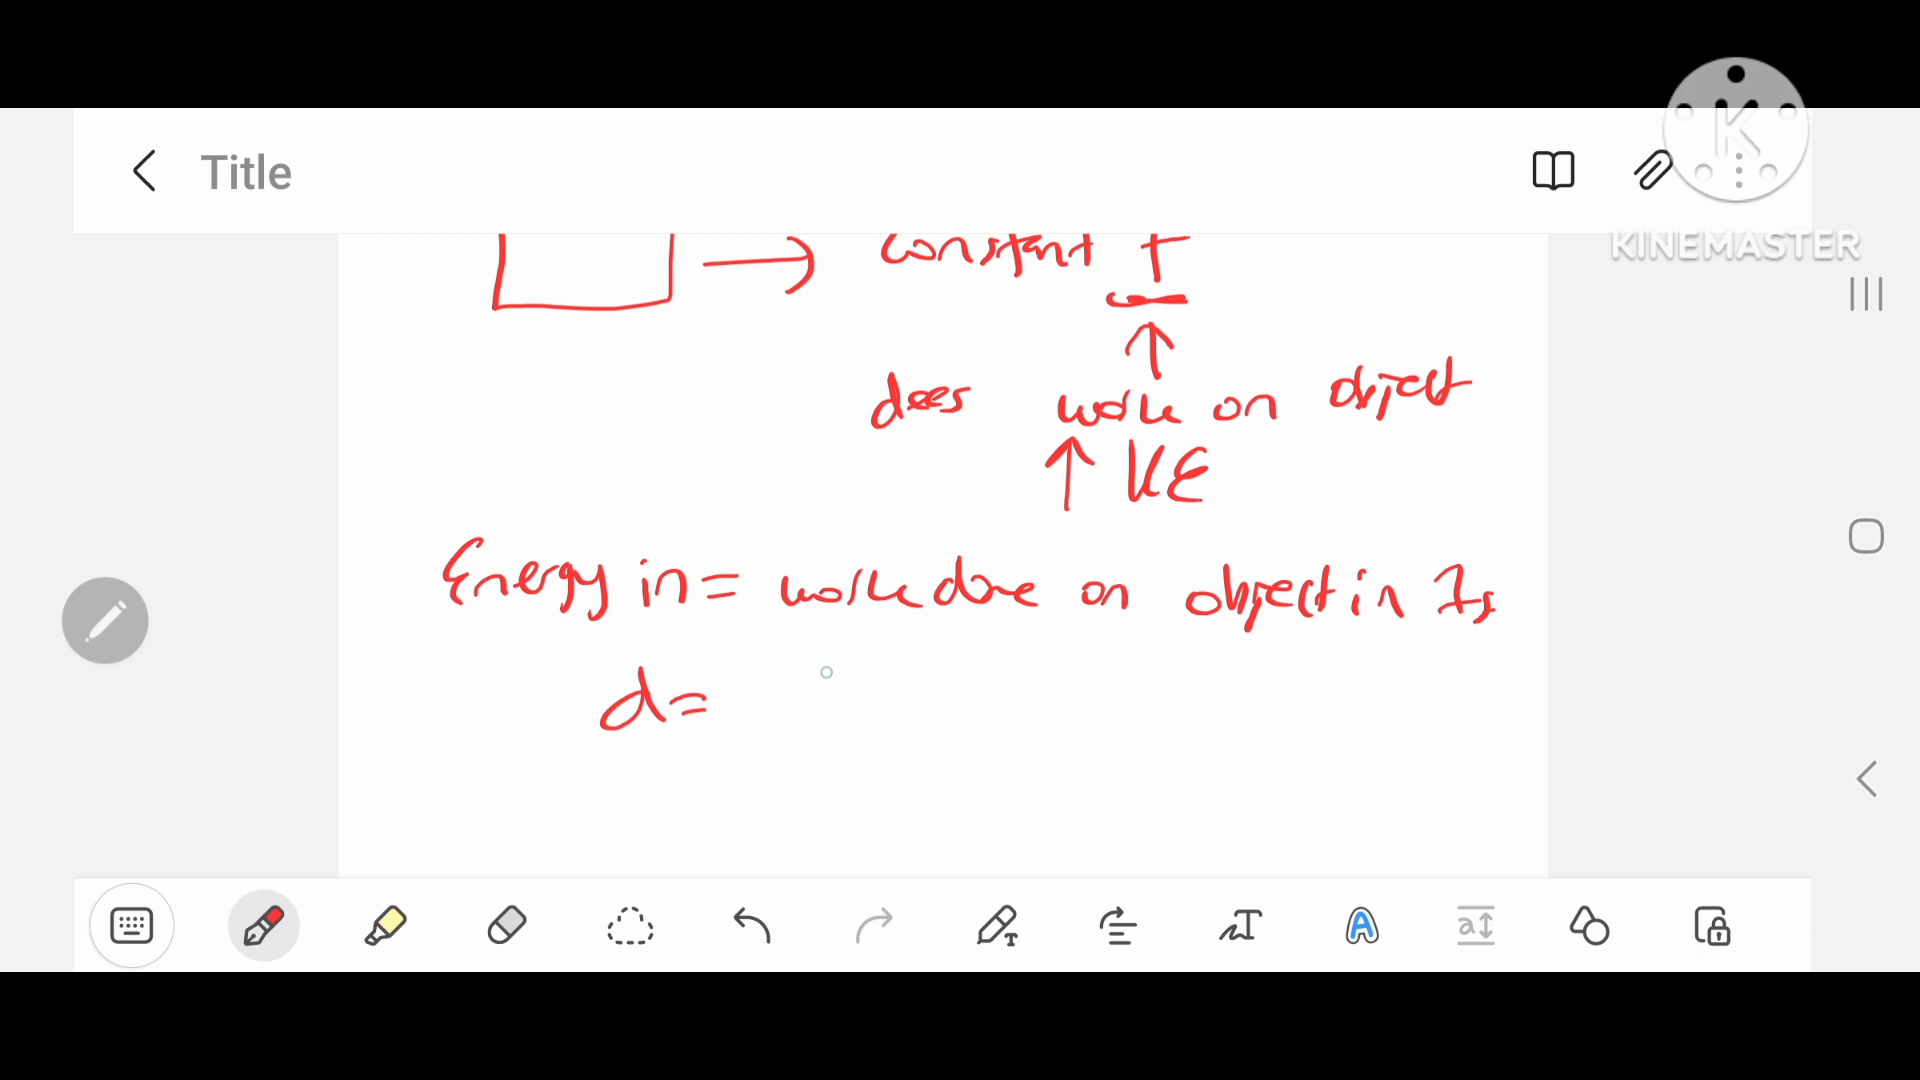 Title
KINEMASTER
constant F
does work on object
↑ KE
Energy in = work done on object in 1s
d=